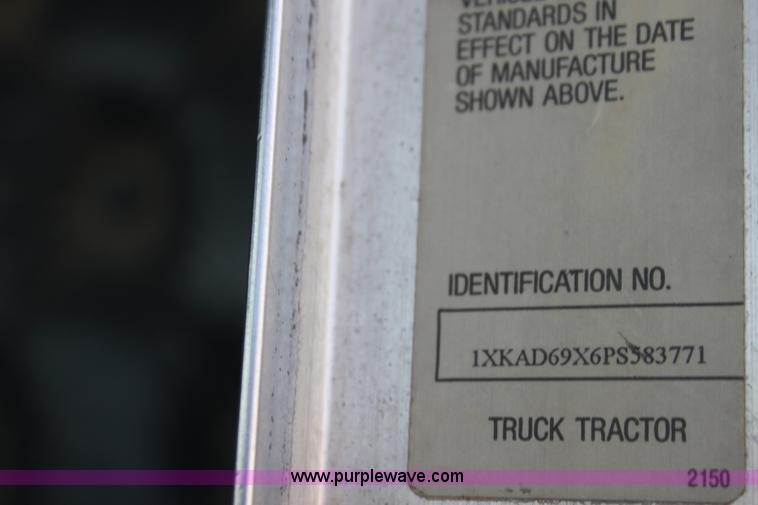 STANDARDS IN
EFFECT ON THE DATE
OF MANUFACTURE
SHOWN ABOVE.
IDENTIFICATION NO.
1XKAD69X6PS583771
TRUCK TRACTOR
www.purplewave.com
2150